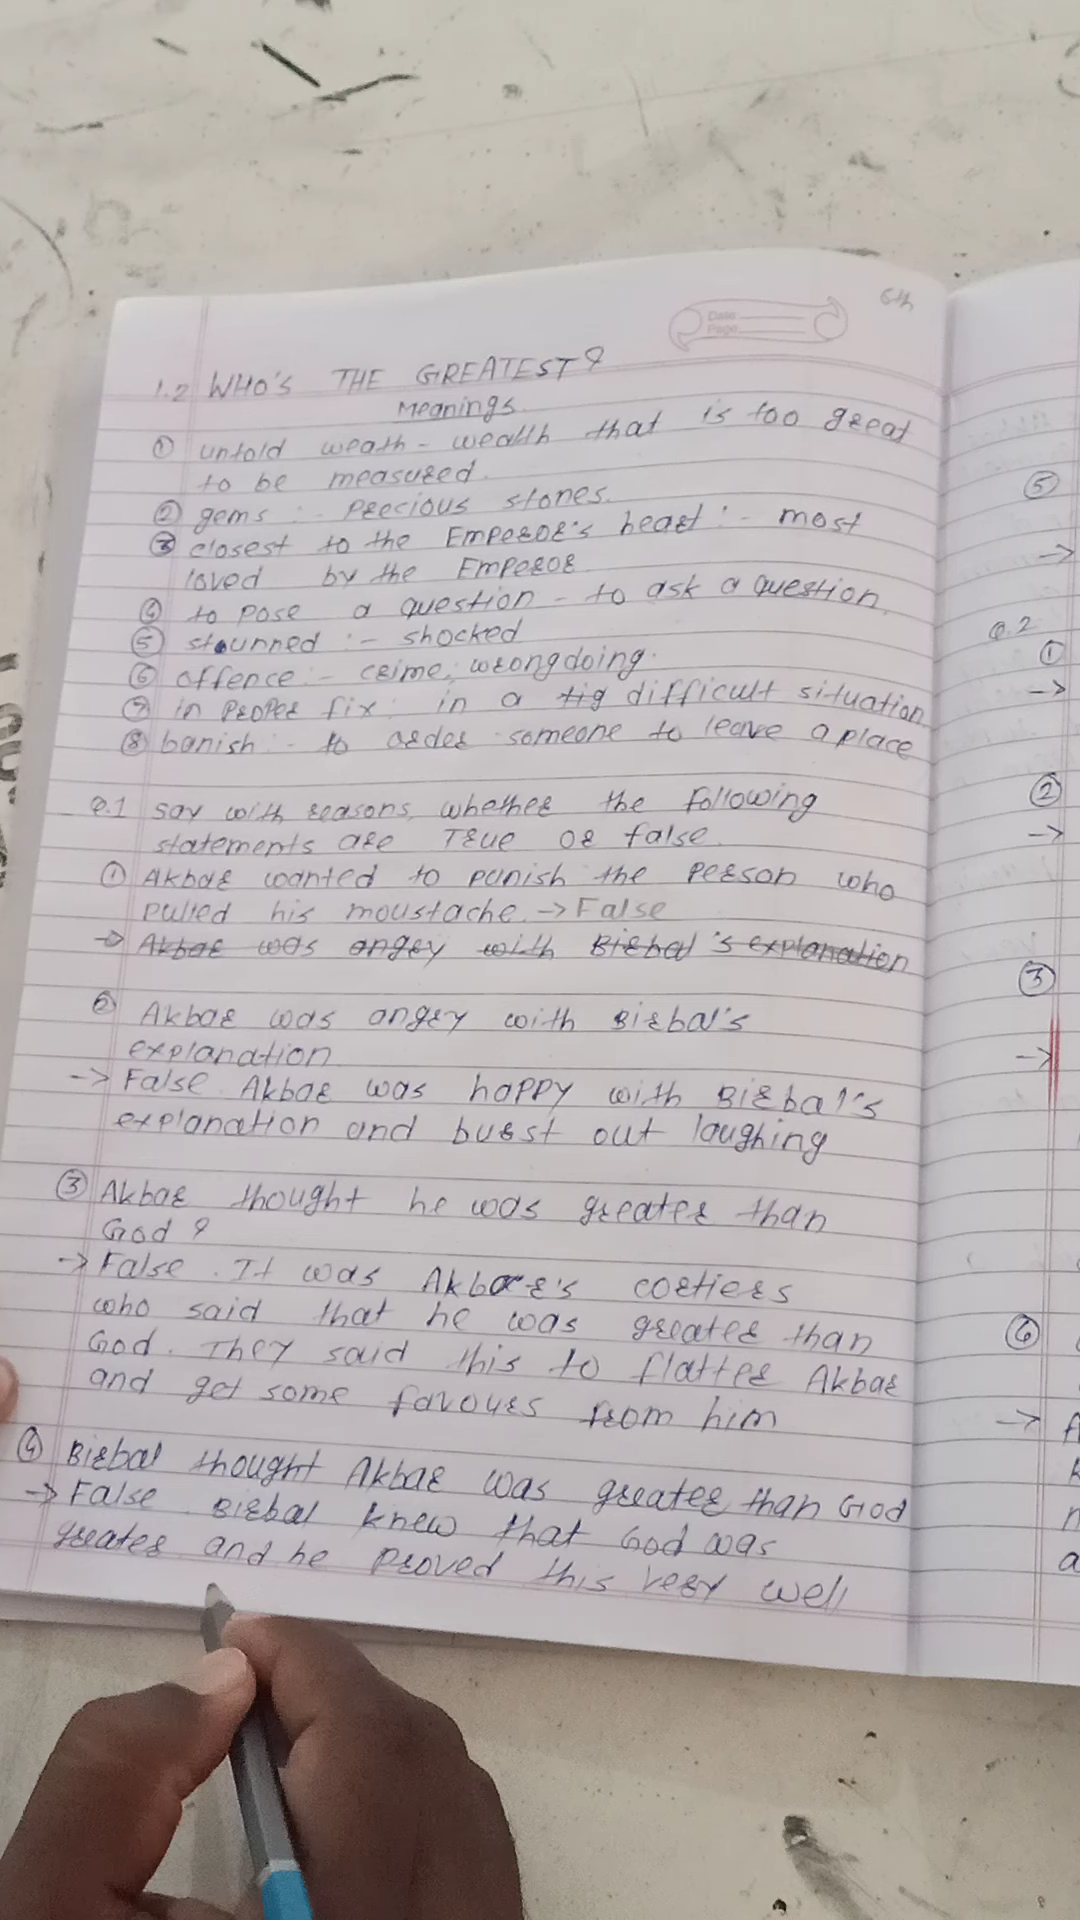 6th
Date
Page
1.2 WHO'S THE GREATEST?
Meanings
① untold weath - wealth that is too great
to be measured.
② gems :- Precious stones.
③ closest to the Emperor's heart :- most
loved by the Emperor
④ to pose a question - to ask a question.
⑤ stunned :- shocked
⑥ offence :- crime, wrongdoing.
⑦ in proper fix : in a tig difficult situation
⑧ banish :- to order someone to leave a place
Q.1 say with reasons, whether the following
statements are True or false.
① Akbar wanted to punish the person who
pulled his moustache. -> False
-> Akbar was angry with Birbal's explanation
② Akbar was angry with Birbal's
explanation
-> False. Akbar was happy with Birbal's
explanation and burst out laughing
③ Akbar thought he was greater than
God ?
-> False. It was Akbar's cortiers
who said that he was greater than
God. They said this to flatter Akbar
and get some favours from him
④ Birbal thought Akbar was greater than God
-> False. Birbal knew that God was
greater and he proved this very well
⑤
->
Q.2
①
->
②
->
③
->
⑥
->